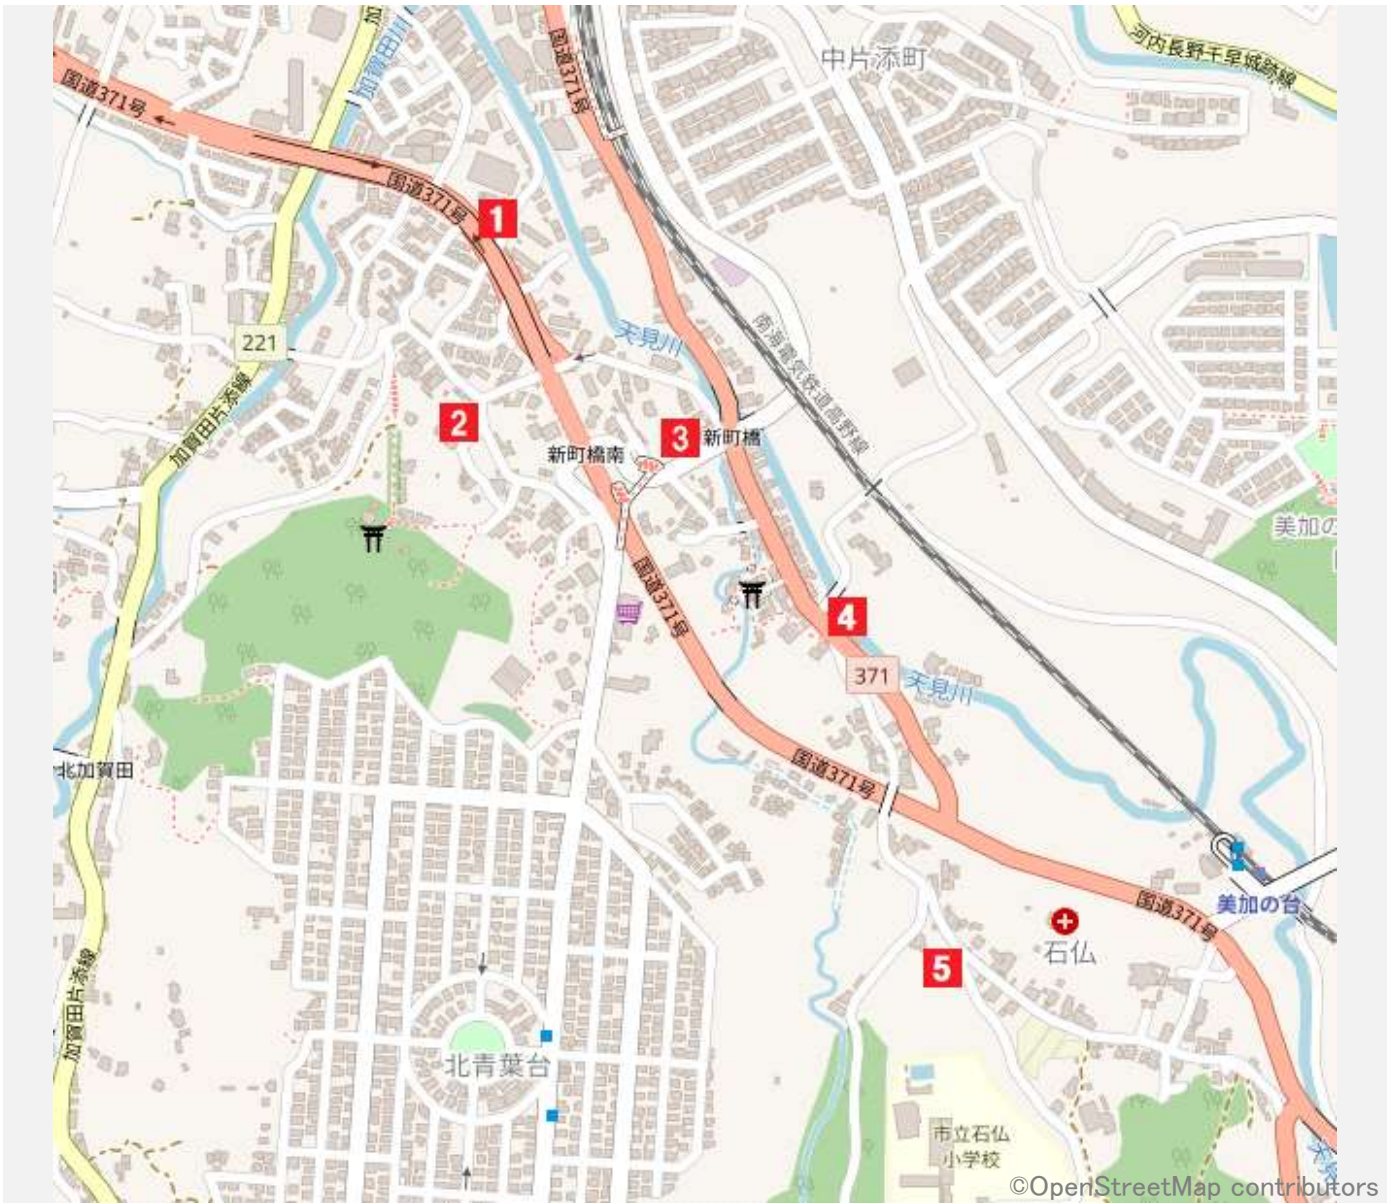 加
加賀田川
国道371号
中片添町
河内長野千早城跡線
国道371号
国道371号
1
天見川
南海電気鉄道高野線
221
加賀田片添線
2
3
新町橋
新町橋南
美加の
国道371号
4
371
天見川
国道371号
北加賀田
国道371号
美加の台
石仏
5
加賀田片添線
北青葉台
市立石仏
小学校
天見
©OpenStreetMap contributors